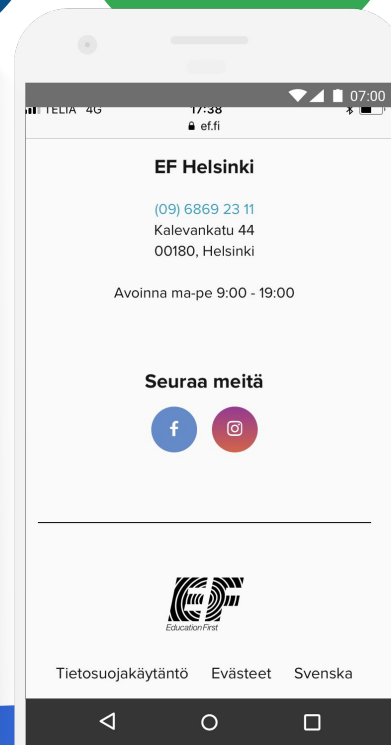 07:00
TELIA 4G 17:38
ef.fi
EF Helsinki
(09) 6869 23 11
Kalevankatu 44
00180, Helsinki
Avoinna ma-pe 9:00 - 19:00
Seuraa meitä
EF
Education First
Tietosuojakäytäntö Evästeet Svenska